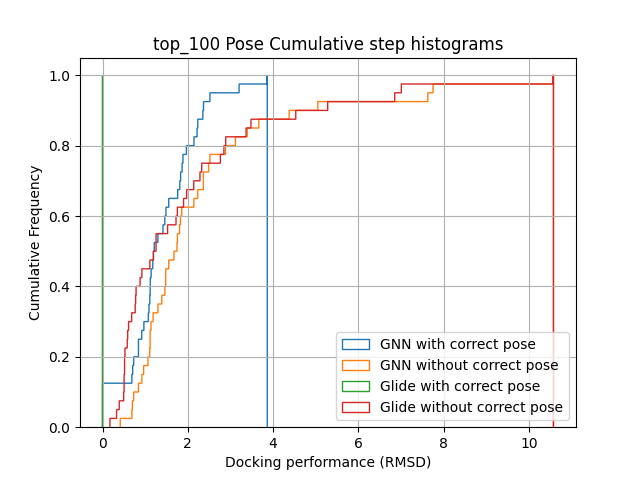 top_100 Pose Cumulative step histograms
Cumulative Frequency
1.0
0.8
0.6
0.4
0.2
0.0
0 2 4 6 8 10
Docking performance (RMSD)
GNN with correct pose
GNN without correct pose
Glide with correct pose
Glide without correct pose